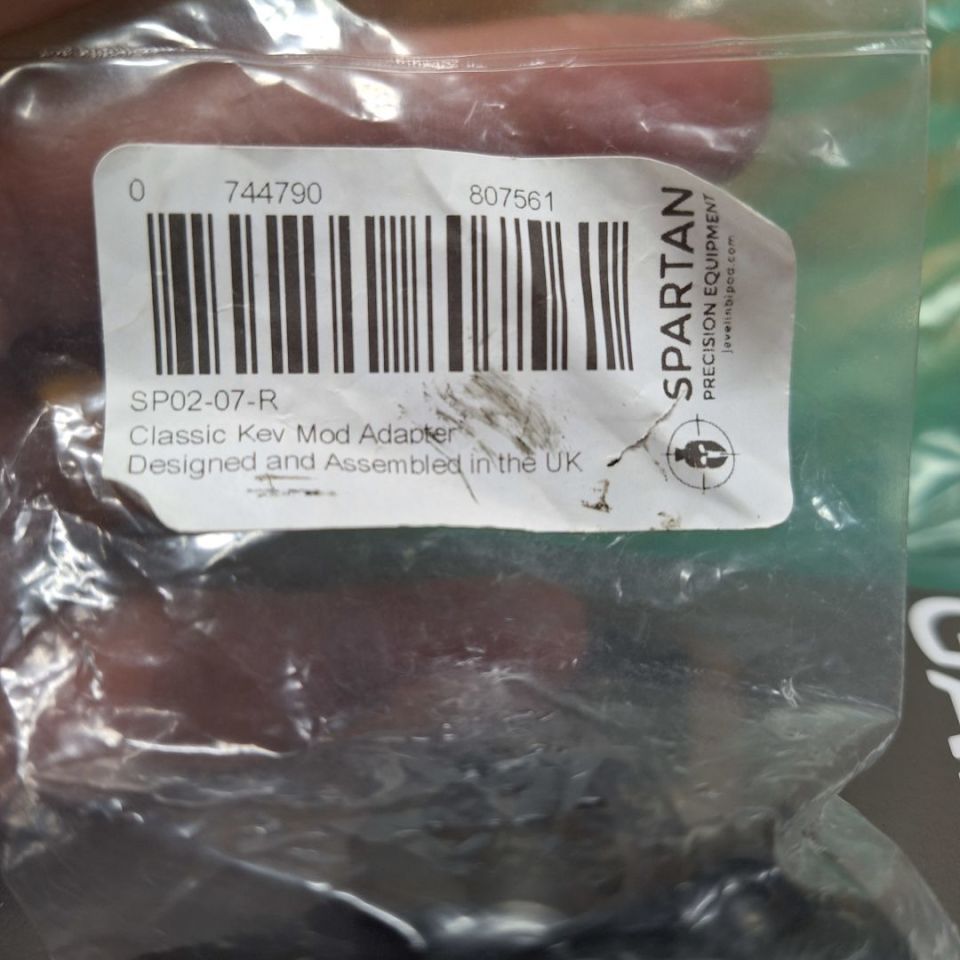 0 744790 807561
SP02-07-R
Classic Kev Mod Adapter
Designed and Assembled in the UK
SPARTAN
PRECISION EQUIPMENT
javelinbipod.com